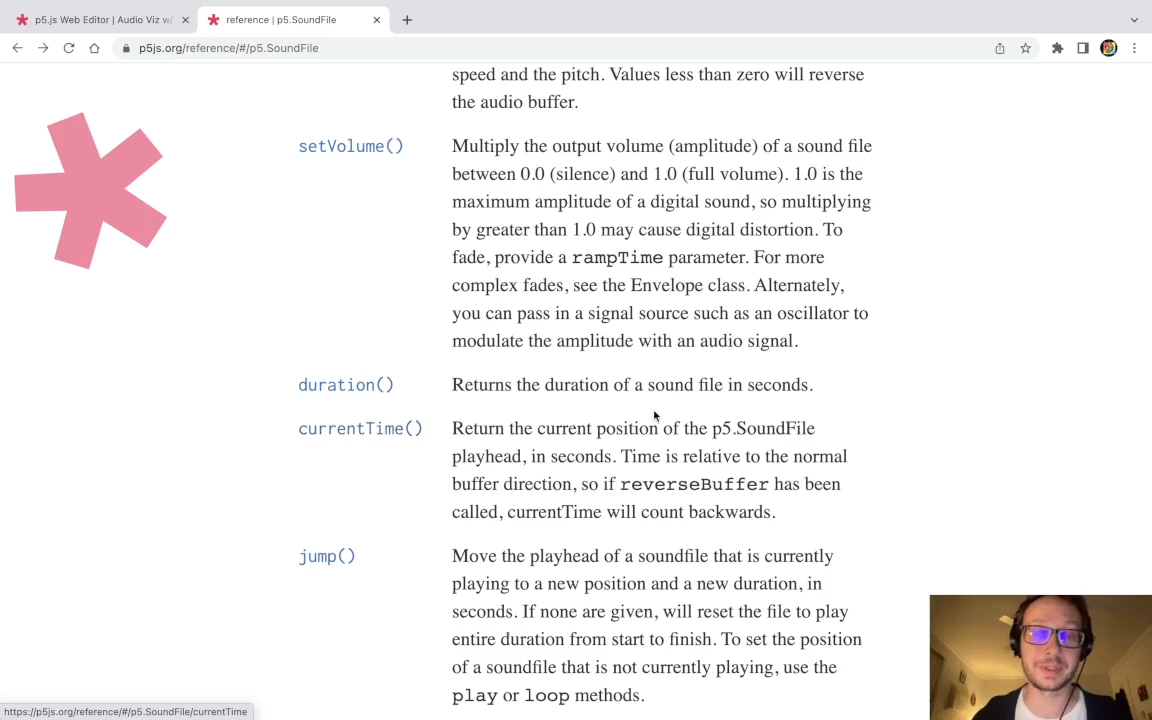 p5.js Web Editor | Audio Viz w/
reference | p5.SoundFile
p5js.org/reference/#/p5.SoundFile
speed and the pitch. Values less than zero will reverse
the audio buffer.
setVolume()
Multiply the output volume (amplitude) of a sound file
between 0.0 (silence) and 1.0 (full volume). 1.0 is the
maximum amplitude of a digital sound, so multiplying
by greater than 1.0 may cause digital distortion. To
fade, provide a rampTime parameter. For more
complex fades, see the Envelope class. Alternately,
you can pass in a signal source such as an oscillator to
modulate the amplitude with an audio signal.
duration()
Returns the duration of a sound file in seconds.
currentTime()
Return the current position of the p5.SoundFile
playhead, in seconds. Time is relative to the normal
buffer direction, so if reverseBuffer has been
called, currentTime will count backwards.
jump()
Move the playhead of a soundfile that is currently
playing to a new position and a new duration, in
seconds. If none are given, will reset the file to play
entire duration from start to finish. To set the position
of a soundfile that is not currently playing, use the
play or loop methods.
https://p5js.org/reference/#/p5.SoundFile/currentTime